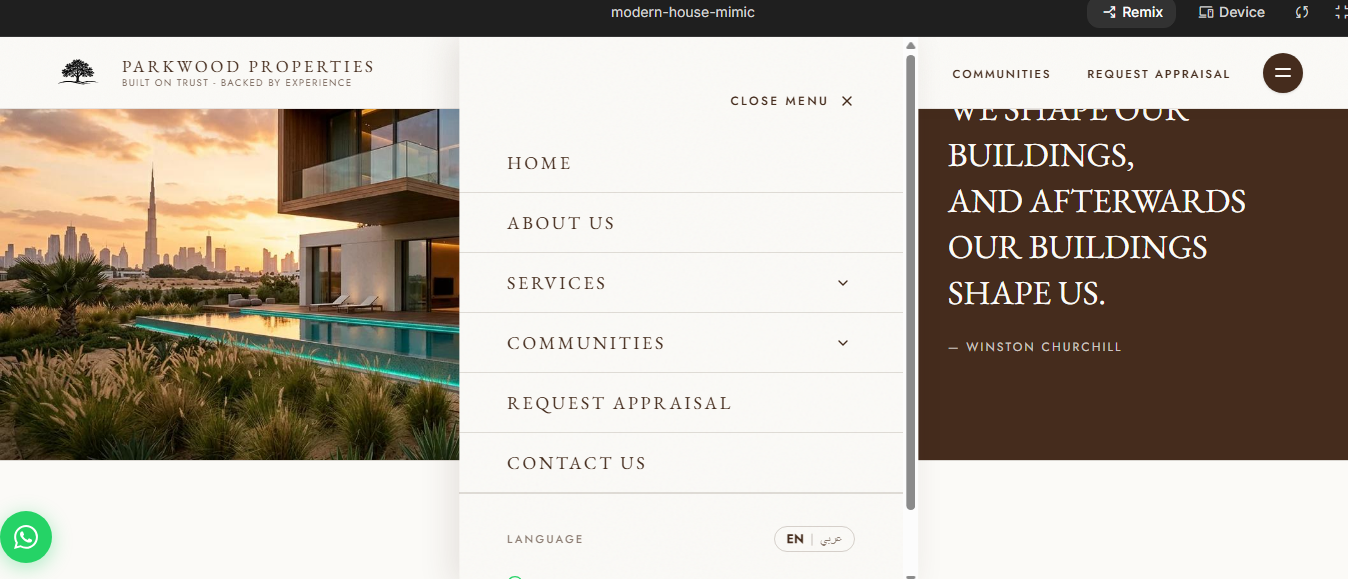 modern-house-mimic
Remix
Device
PARKWOOD PROPERTIES
BUILT ON TRUST - BACKED BY EXPERIENCE
COMMUNITIES
REQUEST APPRAISAL
CLOSE MENU
HOME
ABOUT US
SERVICES
COMMUNITIES
REQUEST APPRAISAL
CONTACT US
LANGUAGE
EN | عربي
WE SHAPE OUR
BUILDINGS,
AND AFTERWARDS
OUR BUILDINGS
SHAPE US.
— WINSTON CHURCHILL